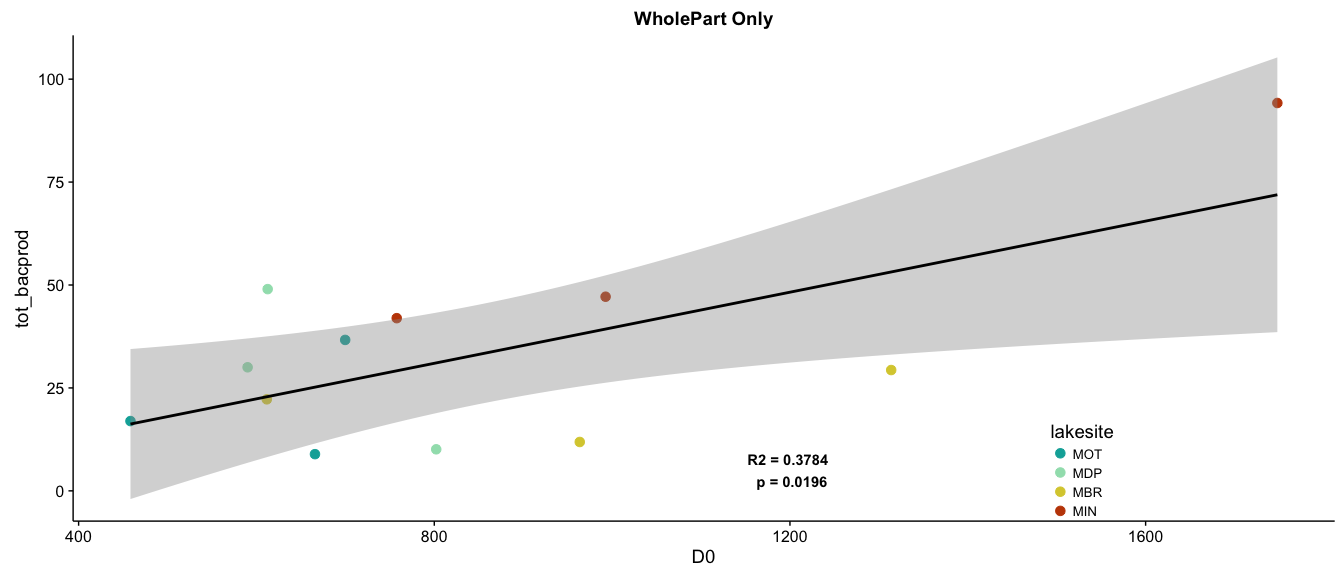 WholePart Only
100
75
50
25
0
tot_bacprod
400
800
1200
1600
D0
R2 = 0.3784
p = 0.0196
lakesite
MOT
MDP
MBR
MIN